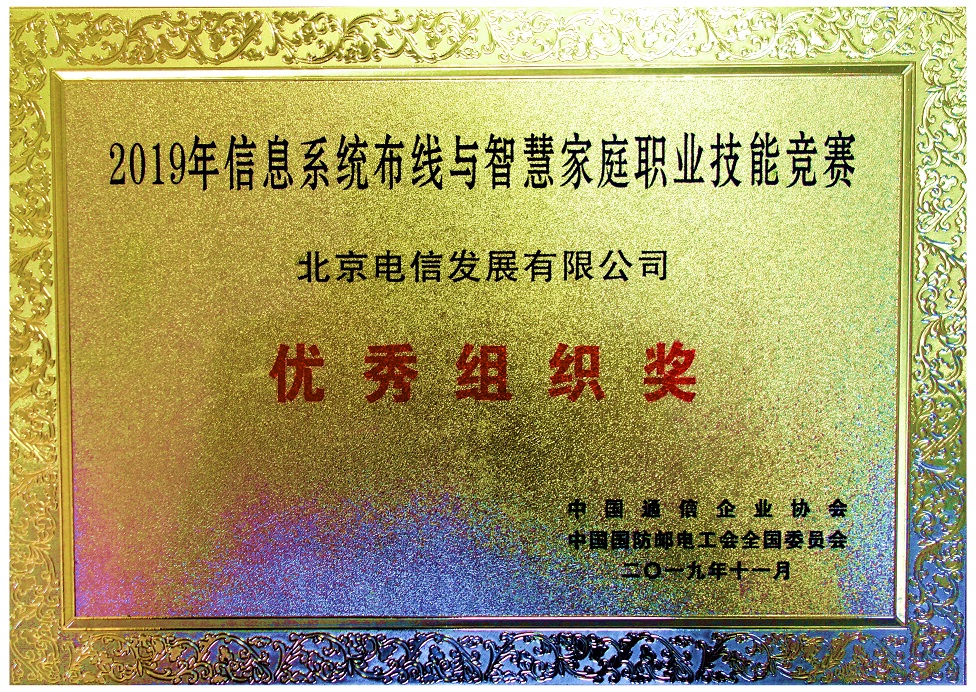 2019年信息系统布线与智慧家庭职业技能竞赛
北京电信发展有限公司
优秀组织奖
中国通信企业协会
中国国防邮电工会全国委员会
二〇一九年十一月